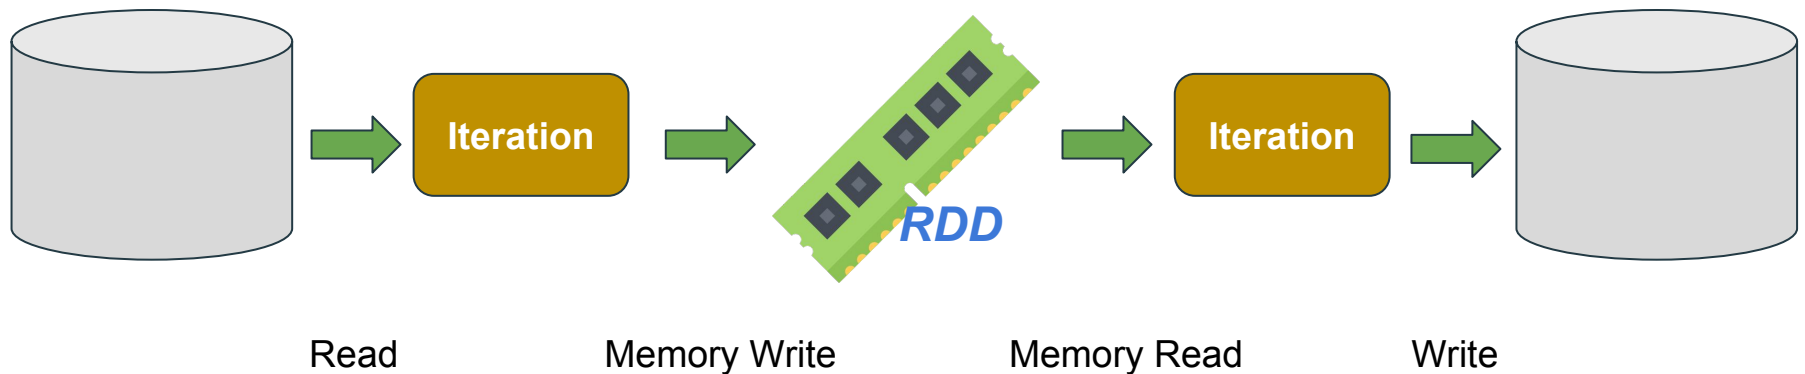 Iteration
Iteration
RDD
Read
Memory Write
Memory Read
Write